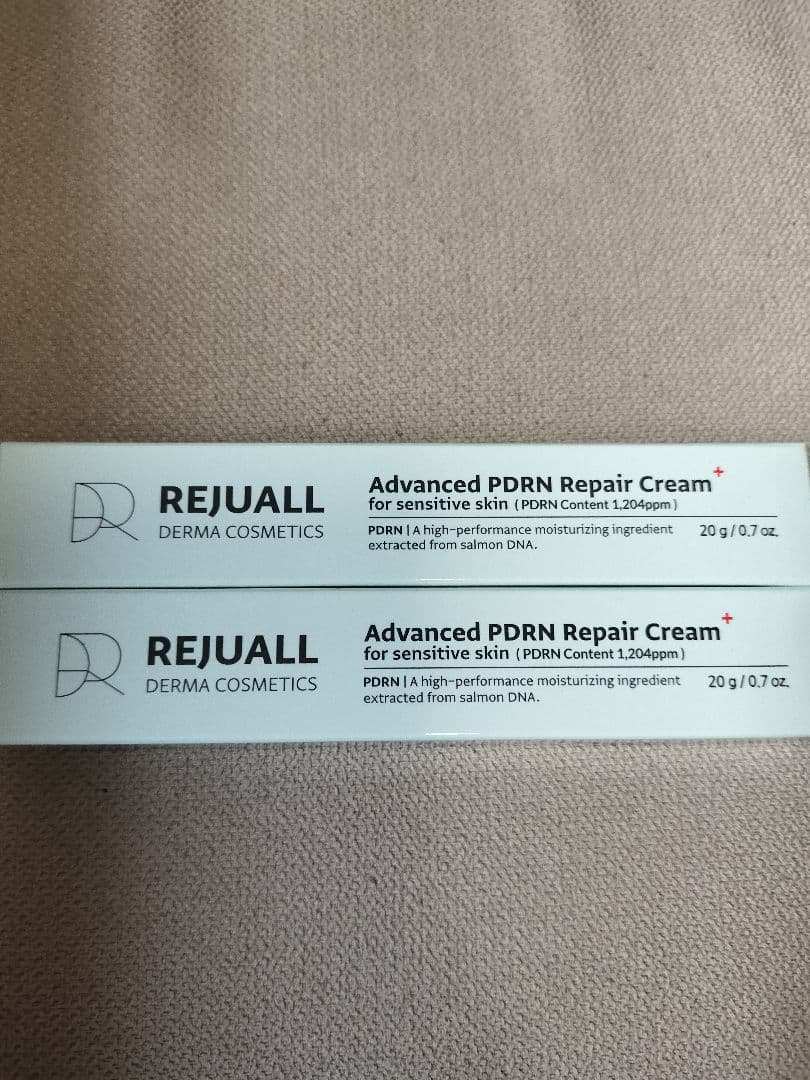 REJUALL
DERMA COSMETICS
Advanced PDRN Repair Cream+
for sensitive skin ( PDRN Content 1,204ppm )
PDRN | A high-performance moisturizing ingredient
extracted from salmon DNA.
20 g / 0.7 oz.
REJUALL
DERMA COSMETICS
Advanced PDRN Repair Cream+
for sensitive skin ( PDRN Content 1,204ppm )
PDRN | A high-performance moisturizing ingredient
extracted from salmon DNA.
20 g / 0.7 oz.